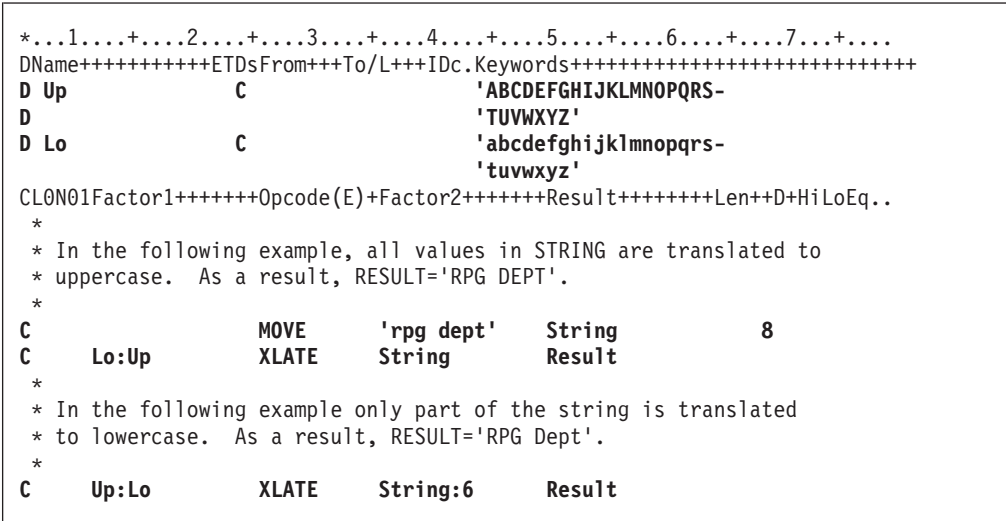 *...1....+....2....+....3....+....4....+....5....+....6....+....7...+....
DName+++++++++++ETDsFrom+++To/L+++IDc.Keywords+++++++++++++++++++++++++++++
D Up              C                   'ABCDEFGHIJKLMNOPQRS-
D                                     'TUVWXYZ'
D Lo              C                   'abcdefghijklmnopqrs-
                                      'tuvwxyz'
CL0N01Factor1+++++++Opcode(E)+Factor2+++++++Result++++++++Len++D+HiLoEq..
 *
 * In the following example, all values in STRING are translated to
 * uppercase.  As a result, RESULT='RPG DEPT'.
 *
C                   MOVE      'rpg dept'    String            8
C     Lo:Up         XLATE     String        Result
 *
 * In the following example only part of the string is translated
 * to lowercase.  As a result, RESULT='RPG Dept'.
 *
C     Up:Lo         XLATE     String:6      Result